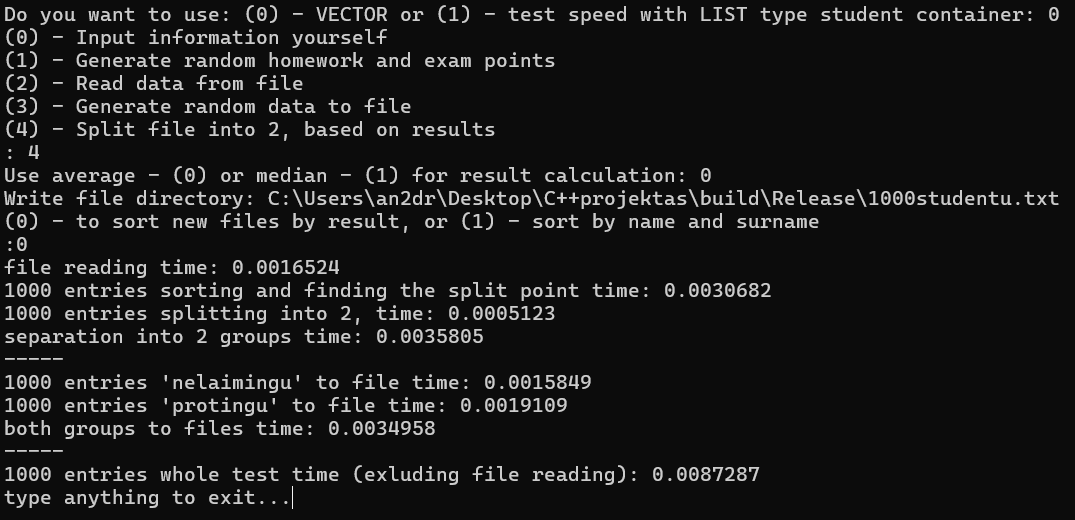 Do you want to use: (0) - VECTOR or (1) - test speed with LIST type student container: 0
(0) - Input information yourself
(1) - Generate random homework and exam points
(2) - Read data from file
(3) - Generate random data to file
(4) - Split file into 2, based on results
: 4
Use average - (0) or median - (1) for result calculation: 0
Write file directory: C:\Users\an2dr\Desktop\C++projektas\build\Release\1000studentu.txt
(0) - to sort new files by result, or (1) - sort by name and surname
:0
file reading time: 0.0016524
1000 entries sorting and finding the split point time: 0.0030682
1000 entries splitting into 2, time: 0.0005123
separation into 2 groups time: 0.0035805
-----
1000 entries 'nelaimingu' to file time: 0.0015849
1000 entries 'protingu' to file time: 0.0019109
both groups to files time: 0.0034958
-----
1000 entries whole test time (exluding file reading): 0.0087287
type anything to exit...